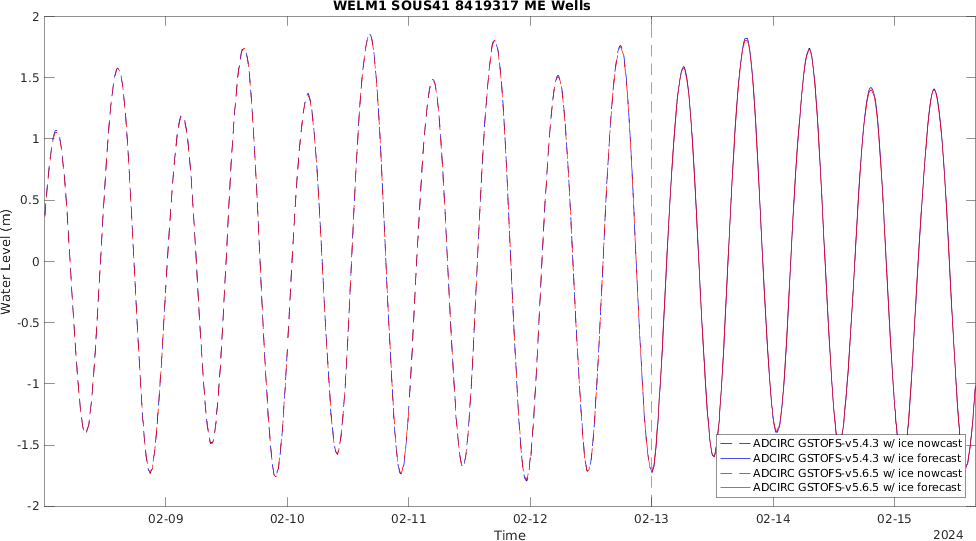 WELM1 SOUS41 8419317 ME Wells
Water Level (m)
2
1.5
1
0.5
0
-0.5
-1
-1.5
-2
ADCIRC GSTOFS-v5.4.3 w/ ice nowcast
ADCIRC GSTOFS-v5.4.3 w/ ice forecast
ADCIRC GSTOFS-v5.6.5 w/ ice nowcast
ADCIRC GSTOFS-v5.6.5 w/ ice forecast
02-09 02-10 02-11 02-12 02-13 02-14 02-15
Time
2024